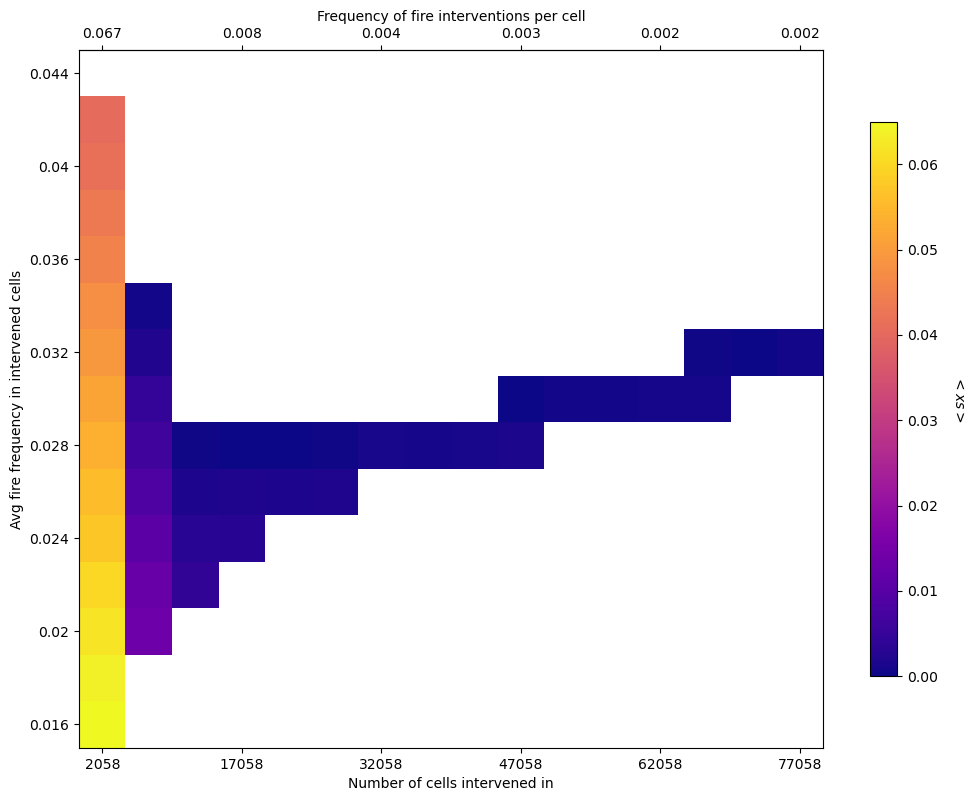 Frequency of fire interventions per cell
0.067 0.008 0.004 0.003 0.002 0.002
Avg fire frequency in intervened cells
0.044
0.04
0.036
0.032
0.028
0.024
0.02
0.016
2058 17058 32058 47058 62058 77058
Number of cells intervened in
0.06
0.05
0.04
0.03
0.02
0.01
0.00
< sx >